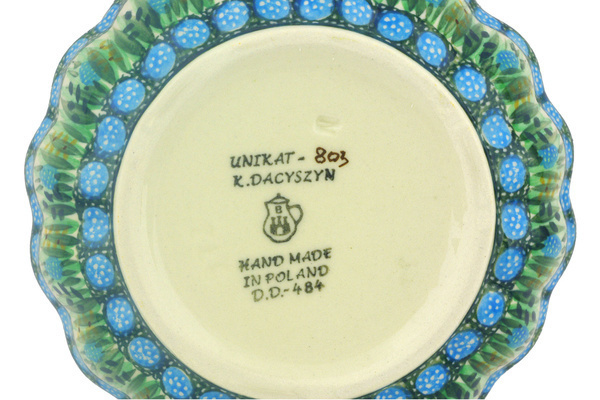 UNIKAT - 803
K.DACYSZYN
B
HAND MADE
IN POLAND
D.D.-484